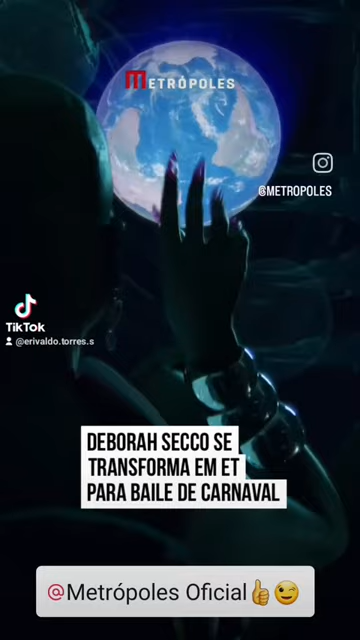 METRÓPOLES
@METROPOLES
TikTok
@erivaldo.torres.s
DEBORAH SECCO SE
TRANSFORMA EM ET
PARA BAILE DE CARNAVAL
@Metrópoles Oficial👍😉